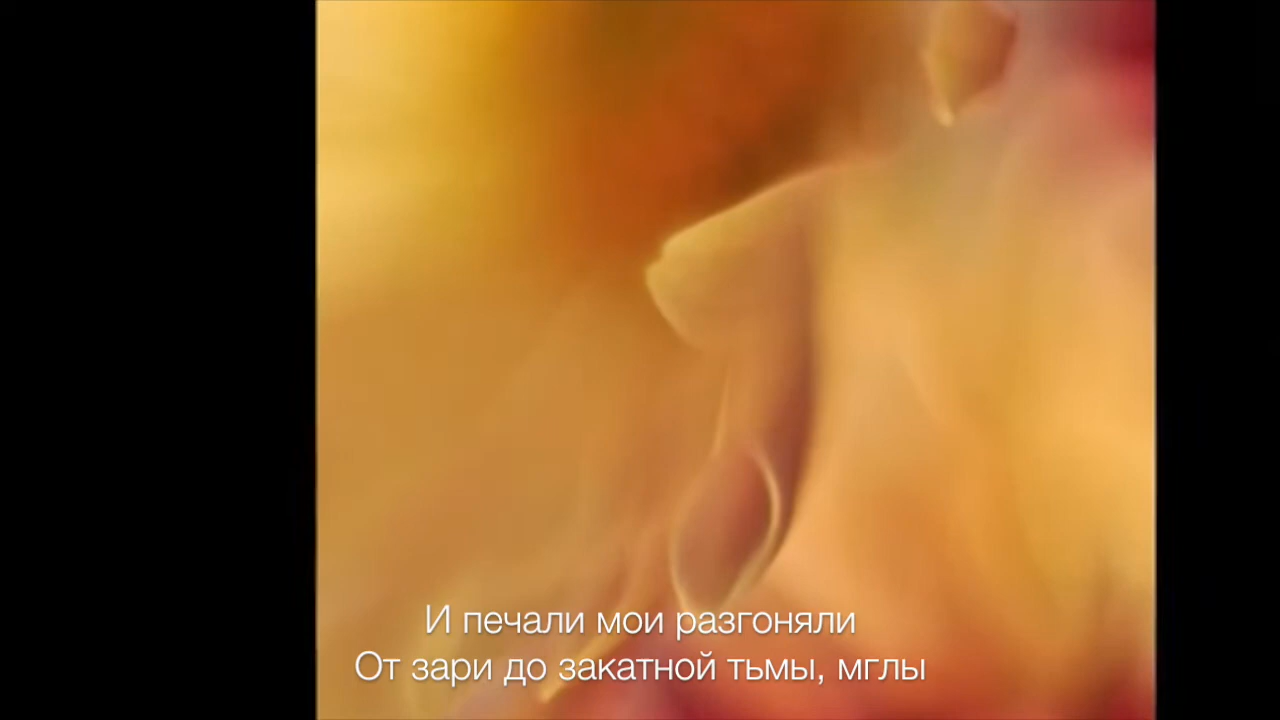 И печали мои разгоняли
От зари до закатной тьмы, мглы